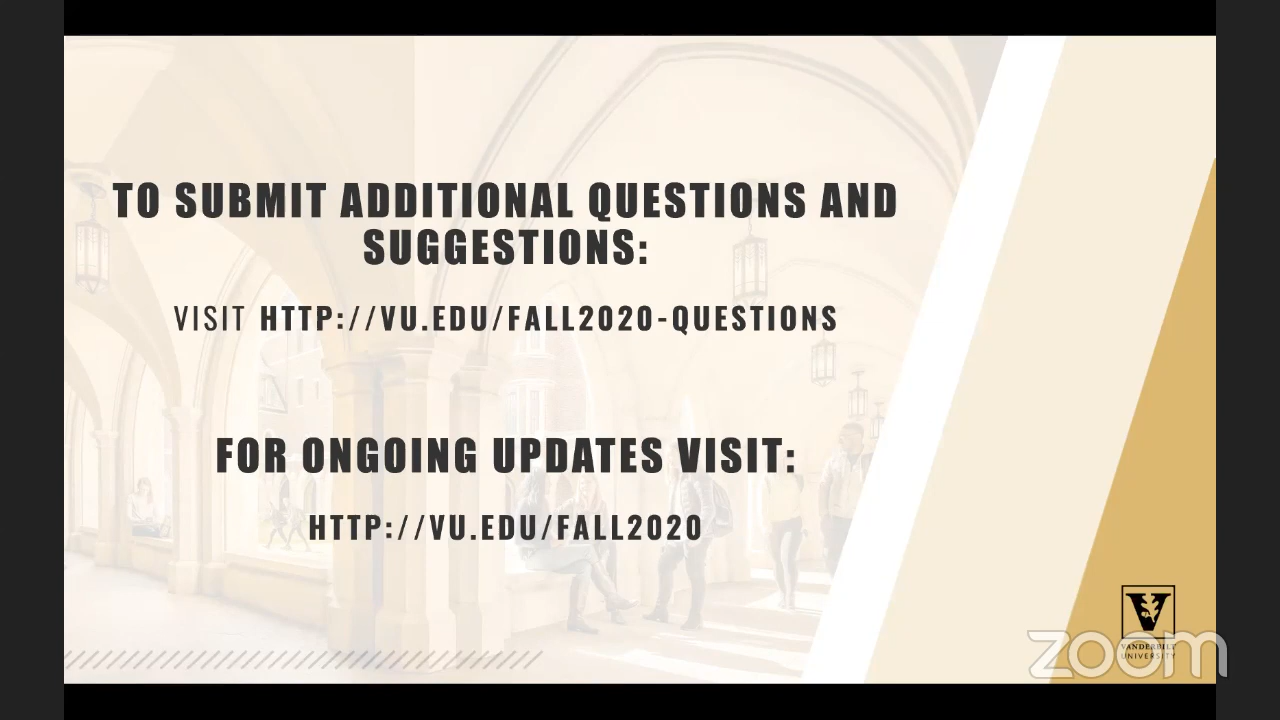 TO SUBMIT ADDITIONAL QUESTIONS AND
SUGGESTIONS:
VISIT HTTP://VU.EDU/FALL2020-QUESTIONS
FOR ONGOING UPDATES VISIT:
HTTP://VU.EDU/FALL2020
V
VANDERBILT
UNIVERSITY
zoom